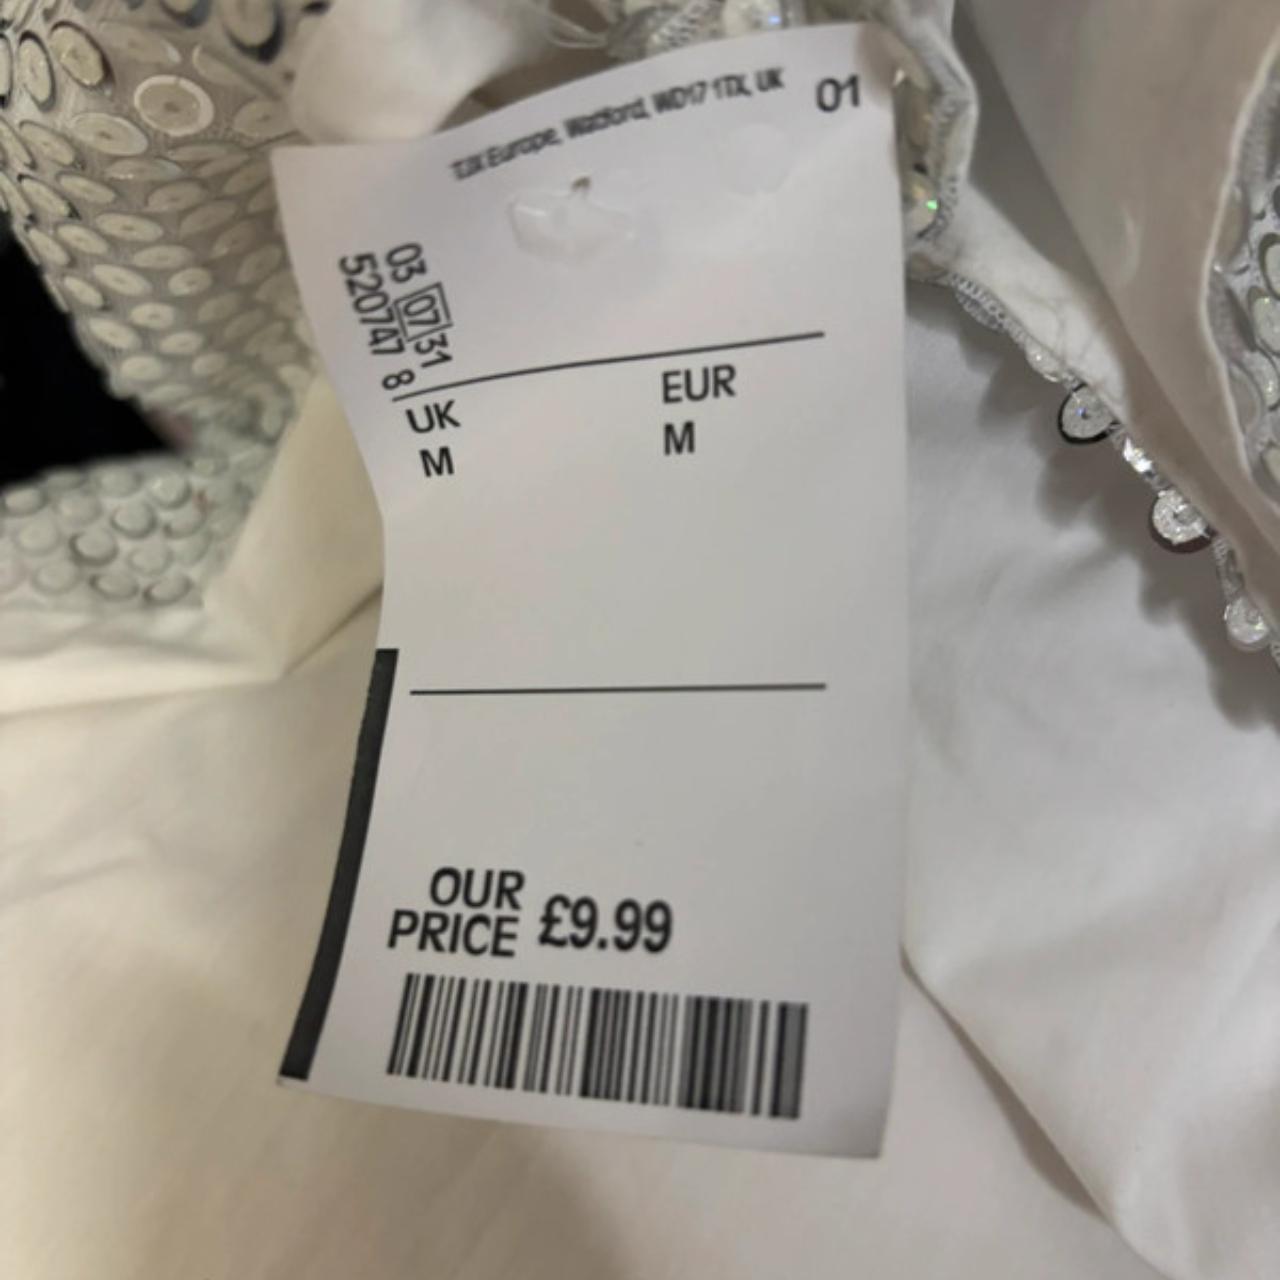 TJX Europe, Watford, WD17 1TX, UK
01
03 07 31
520747 8
UK
M
EUR
M
OUR
PRICE £9.99